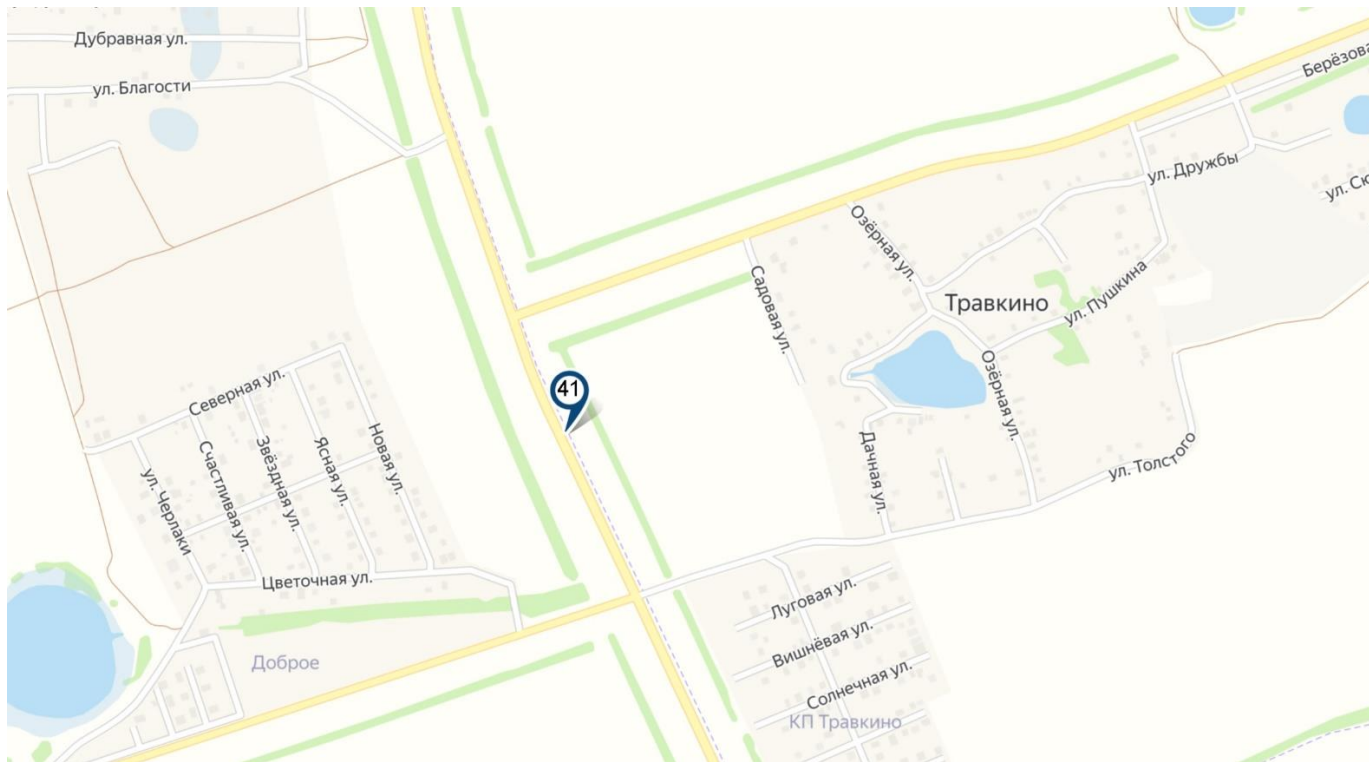 Дубравная ул.
ул. Благости
Берёзова
ул. Дружбы
ул. Ск
Озёрная ул.
Садовая ул.
Травкино
ул. Пушкина
Озёрная ул.
41
Северная ул.
ул. Черлаки
Счастливая ул.
Звёздная ул.
Ясная ул.
Новая ул.
Дачная ул.
ул. Толстого
Цветочная ул.
Луговая ул.
Вишнёвая ул.
Доброе
Солнечная ул.
КП Травкино